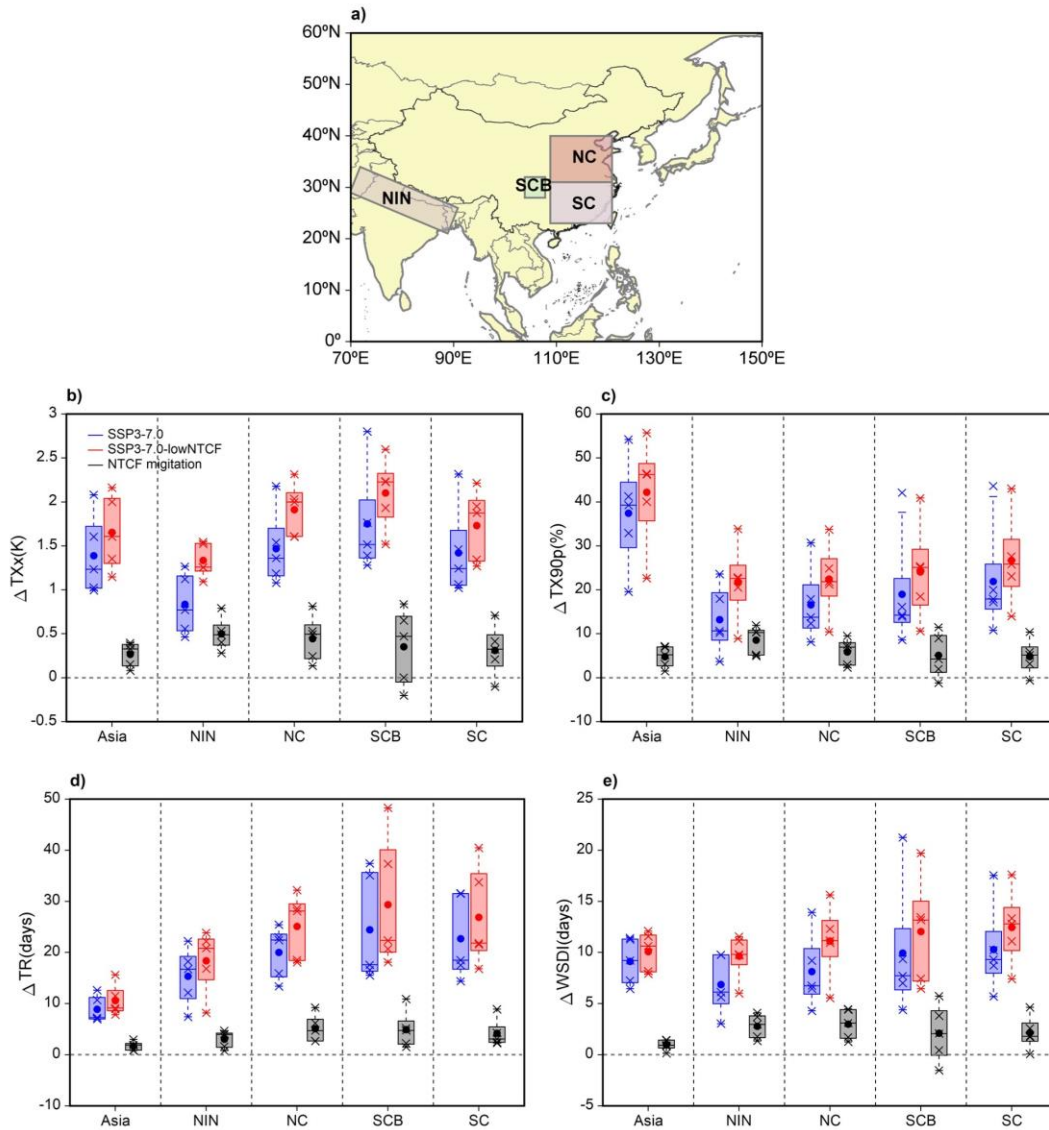 a)
60ºN
50ºN
40ºN
30ºN
20ºN
10ºN
0º
NC
SCB
NIN
SC
70ºE 90ºE 110ºE 130ºE 150ºE
b)
3
2.5
2
1.5
1
0.5
0
-0.5
Δ TXx(K)
SSP3-7.0
SSP3-7.0-lowNTCF
NTCF migitation
Asia NIN NC SCB SC
c)
60
50
40
30
20
10
0
-10
Δ TX90p(%)
Asia NIN NC SCB SC
d)
50
40
30
20
10
0
-10
Δ TR(days)
Asia NIN NC SCB SC
e)
25
20
15
10
5
0
-5
Δ WSDI(days)
Asia NIN NC SCB SC